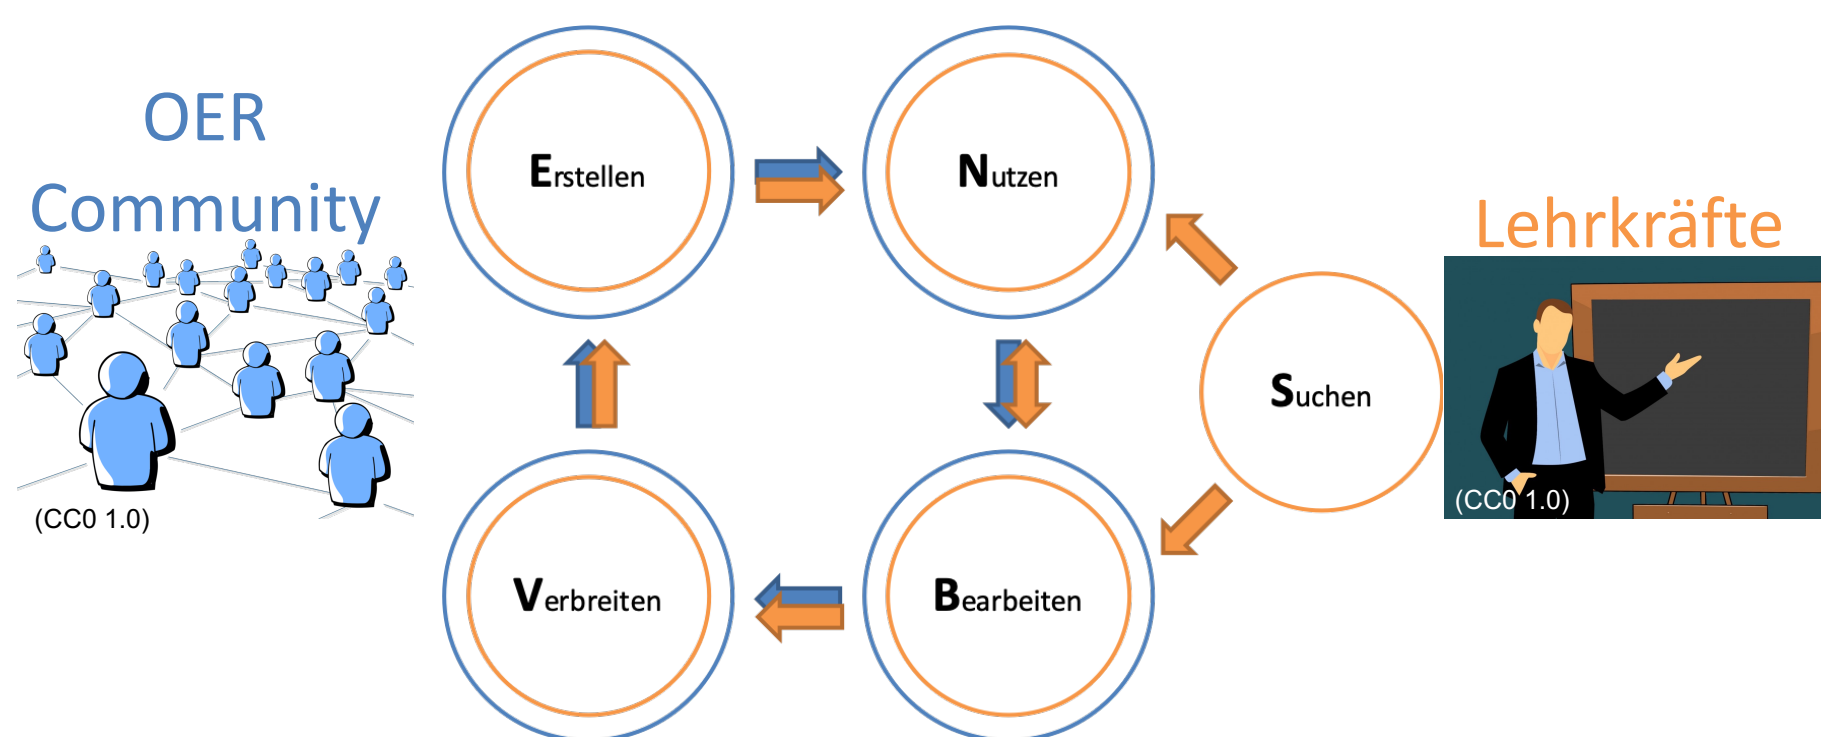 OER
Community
(CC0 1.0)
Erstellen
Nutzen
Suchen
Verbreiten
Bearbeiten
Lehrkräfte
(CC0 1.0)